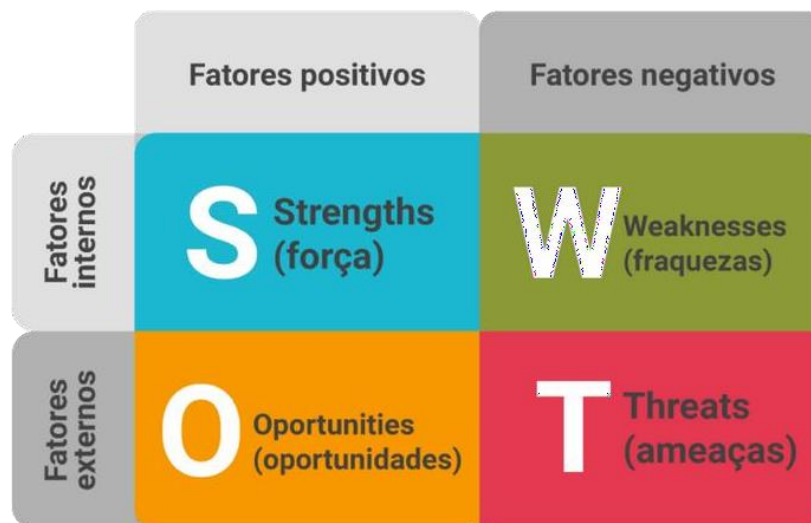 Fatores positivos
Fatores negativos
Fatores
internos
S
Strengths
(força)
W
Weaknesses
(fraquezas)
Fatores
externos
O
Oportunities
(oportunidades)
T
Threats
(ameaças)